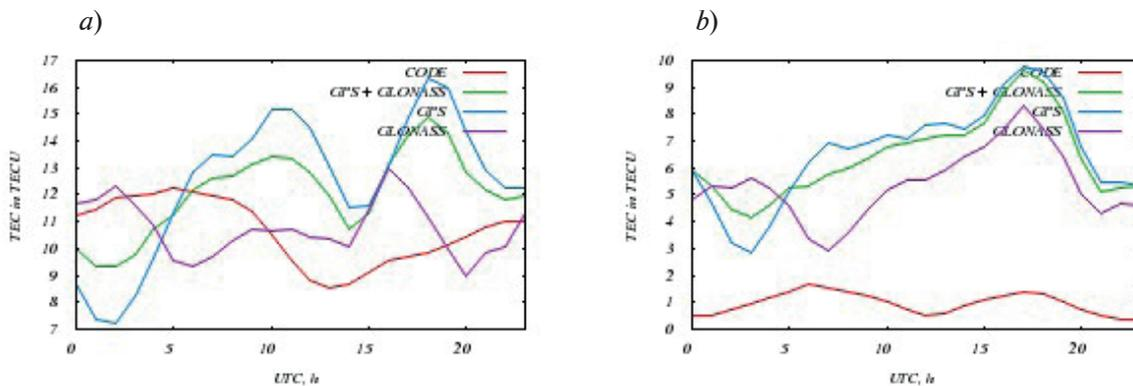 a)
17
16
15
14
13
12
11
10
9
8
7
TEC in TECU
CODE
GPS + GLONASS
GPS
GLONASS
0 5 10 15 20
UTC, h
b)
10
9
8
7
6
5
4
3
2
1
0
TEC in TECU
CODE
GPS + GLONASS
GPS
GLONASS
0 5 10 15 20
UTC, h